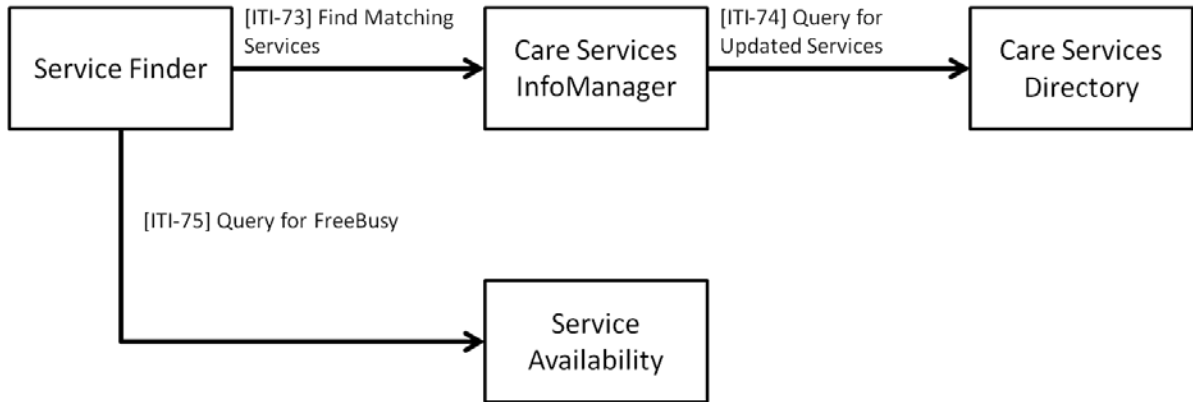 [ITI-73] Find Matching
Services
[ITI-74] Query for
Updated Services
Service Finder
Care Services
InfoManager
Care Services
Directory
[ITI-75] Query for FreeBusy
Service
Availability